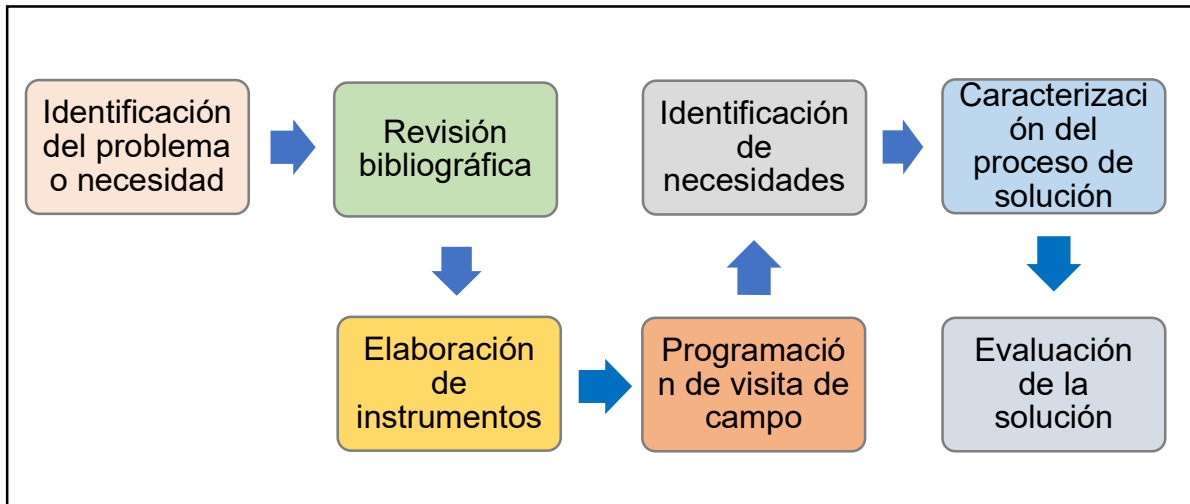 Identificación
del problema
o necesidad
Revisión
bibliográfica
Elaboración
de
instrumentos
Programació
n de visita de
campo
Identificación
de
necesidades
Caracterizaci
ón del
proceso de
solución
Evaluación
de la
solución